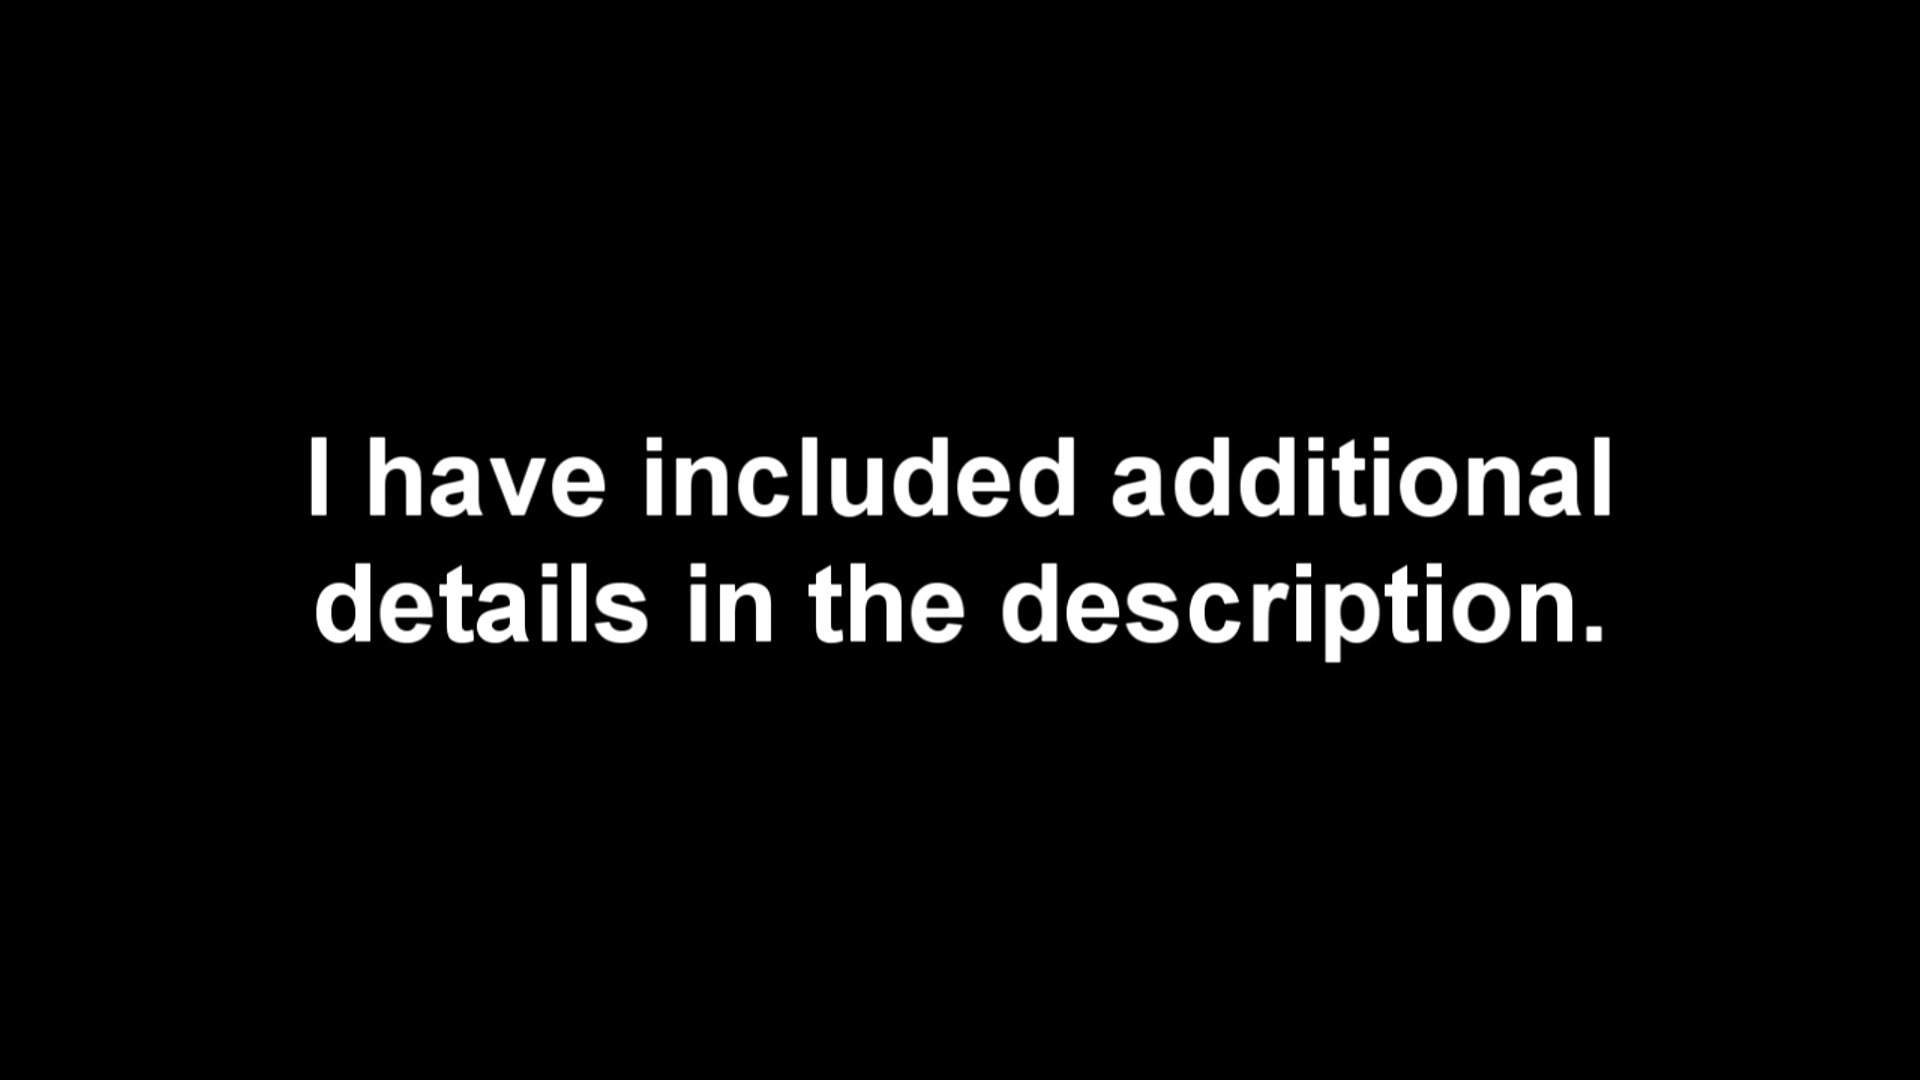 I have included additional
details in the description.